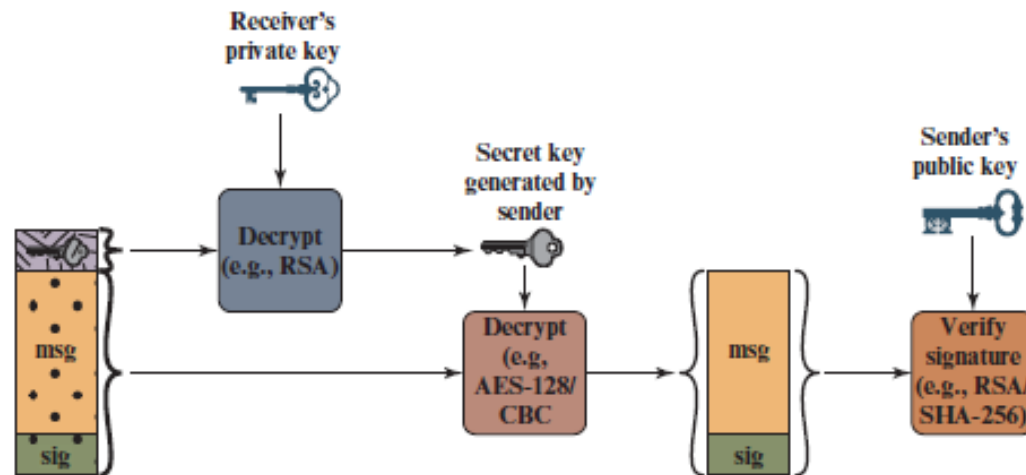 Receiver's
private key
Secret key
generated by
sender
Sender's
public key
Decrypt
(e.g., RSA)
msg
sig
Decrypt
(e.g,
AES-128/
CBC
msg
sig
Verify
signature
(e.g., RSA/
SHA-256)